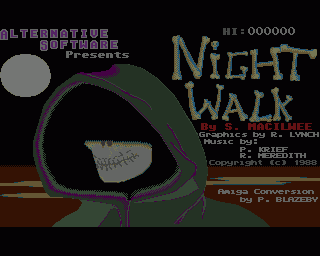 HI:000000
ALTERNATIVE
SOFTWARE
Presents
NIGHT
WALK
By S. MACILWEE
Graphics by R. LYNCH
Music by:
P. KRIEF
R. MEREDITH
Copyright (c) 1988
Amiga Conversion
by P. BLAZEBY